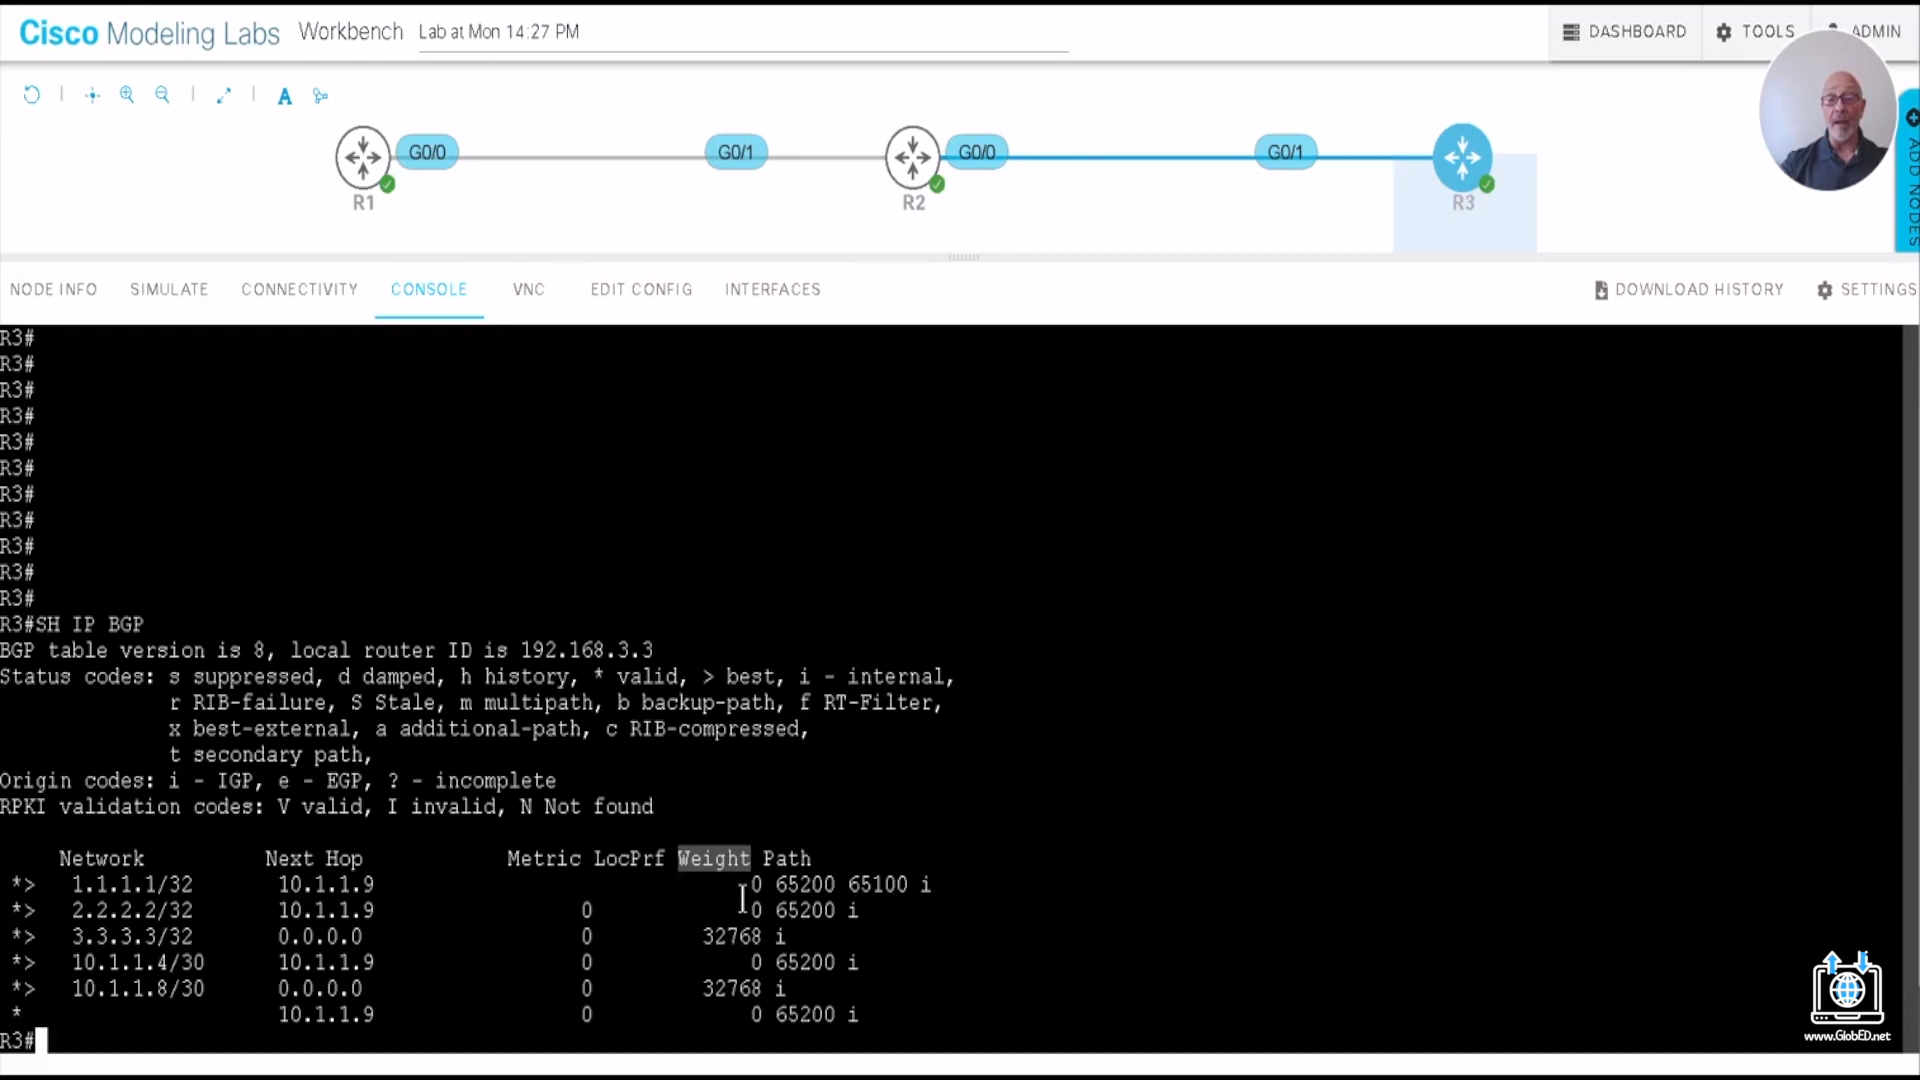 Cisco Modeling Labs Workbench Lab at Mon 14:27 PM DASHBOARD TOOLS ADMIN
A
G0/0 G0/1 G0/0 G0/1
R1 R2 R3
ADD NODES
NODE INFO SIMULATE CONNECTIVITY CONSOLE VNC EDIT CONFIG INTERFACES DOWNLOAD HISTORY SETTINGS
R3#
R3#
R3#
R3#
R3#
R3#
R3#
R3#
R3#
R3#
R3#
R3#SH IP BGP
BGP table version is 8, local router ID is 192.168.3.3
Status codes: s suppressed, d damped, h history, * valid, > best, i - internal,
r RIB-failure, S Stale, m multipath, b backup-path, f RT-Filter,
x best-external, a additional-path, c RIB-compressed,
t secondary path,
Origin codes: i - IGP, e - EGP, ? - incomplete
RPKI validation codes: V valid, I invalid, N Not found
Network Next Hop Metric LocPrf Weight Path
*> 1.1.1.1/32 10.1.1.9 0 65200 65100 i
*> 2.2.2.2/32 10.1.1.9 0 0 65200 i
*> 3.3.3.3/32 0.0.0.0 0 32768 i
*> 10.1.1.4/30 10.1.1.9 0 0 65200 i
*> 10.1.1.8/30 0.0.0.0 0 32768 i
* 10.1.1.9 0 0 65200 i
R3#
www.GlobED.net